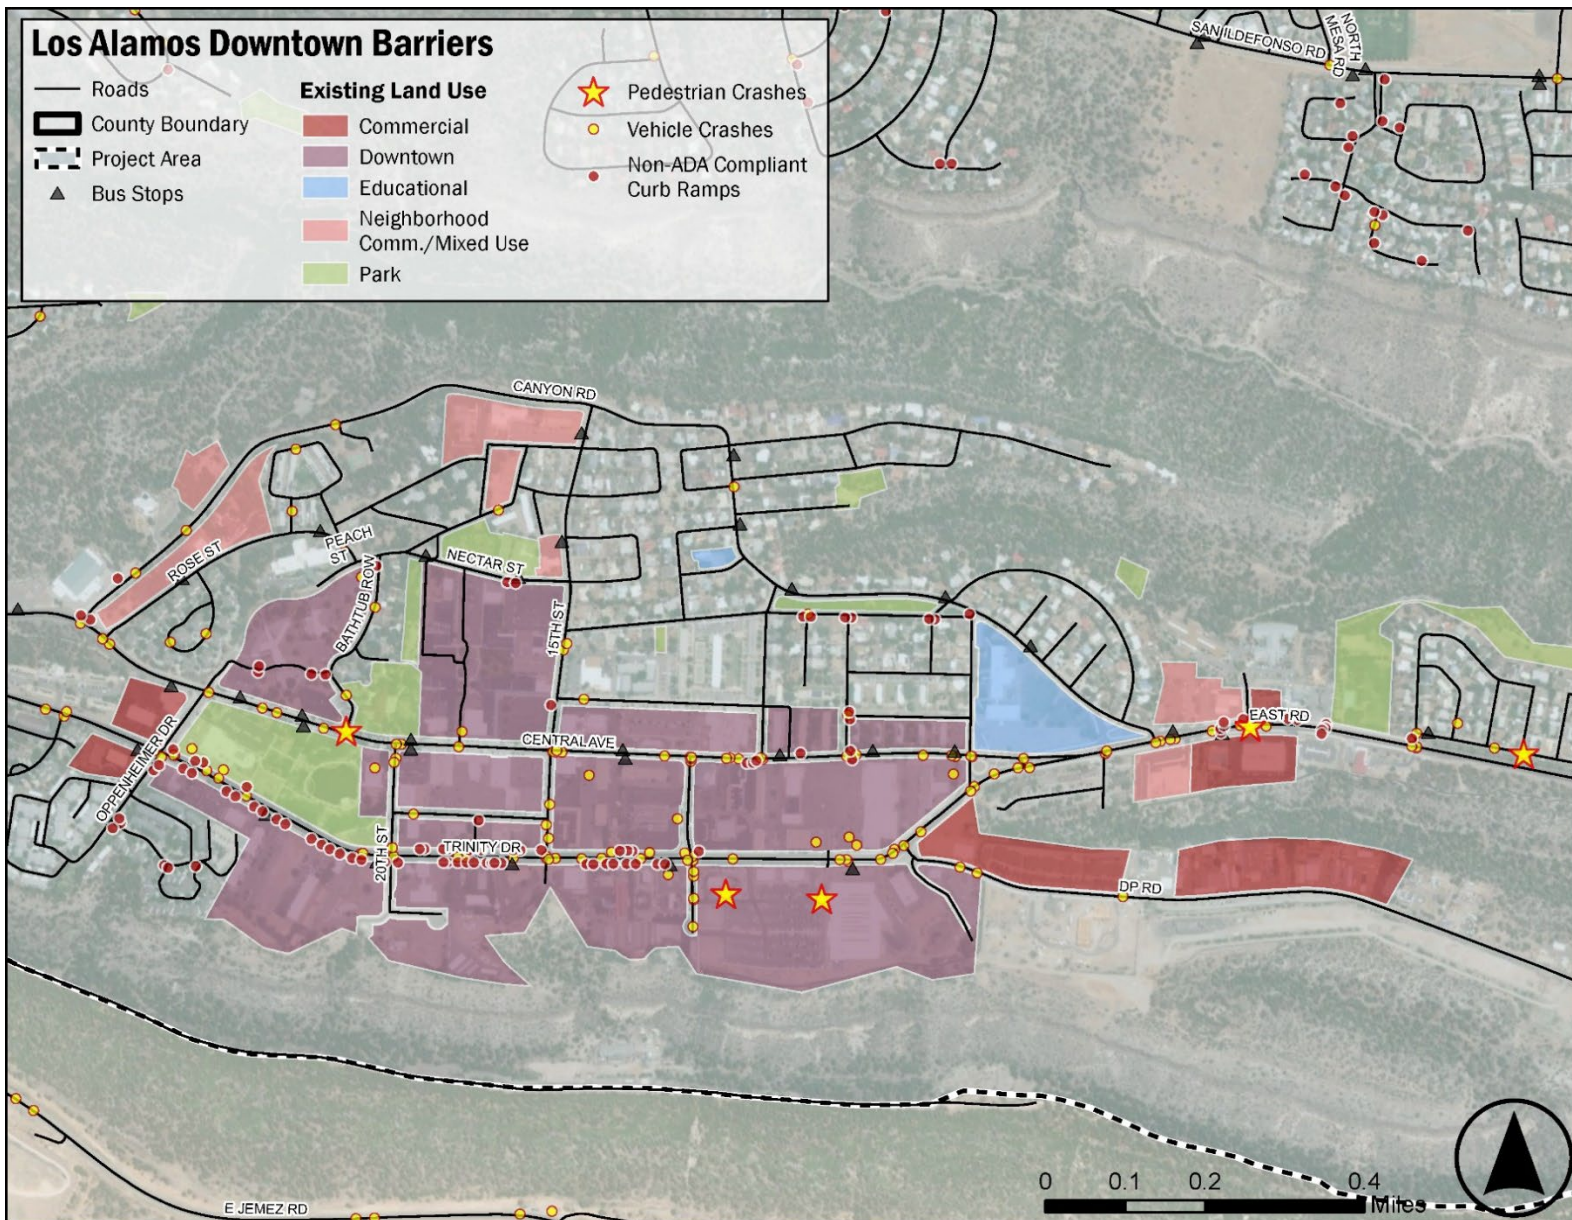 Los Alamos Downtown Barriers
Roads
County Boundary
Project Area
Bus Stops
Existing Land Use
Commercial
Downtown
Educational
Neighborhood
Comm./Mixed Use
Park
Pedestrian Crashes
Vehicle Crashes
Non-ADA Compliant
Curb Ramps
SAN ILDEFONSO RD
NORTH
MESA RD
CANYON RD
PEACH
ST
ROSE ST
NECTAR ST
BATHTUB ROW
15TH ST
OPPENHEIMER DR
CENTRAL AVE
EAST RD
20TH ST
TRINITY DR
DP RD
E JEMEZ RD
0 0.1 0.2 0.4
Miles